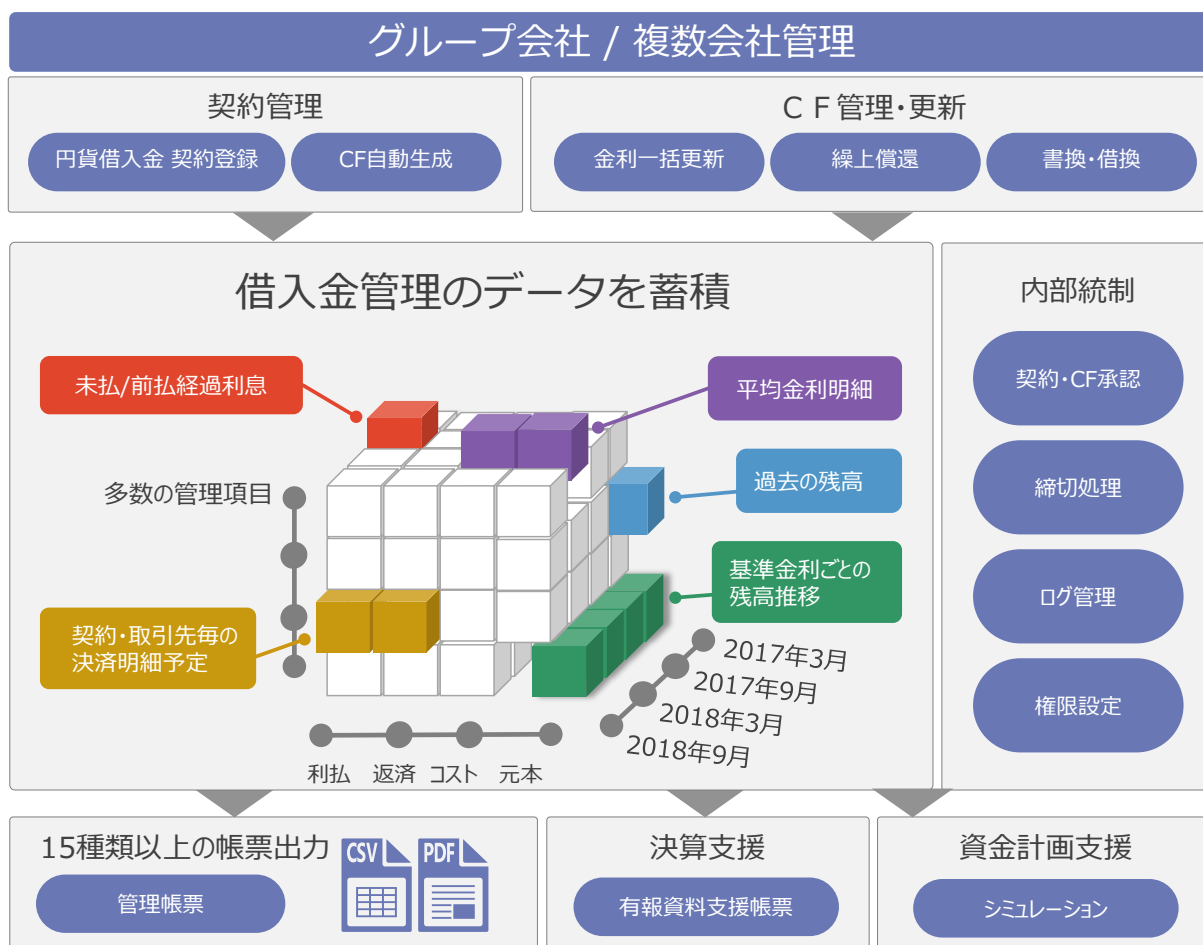 グループ会社 / 複数会社管理
契約管理
円貨借入金 契約登録
CF自動生成
ＣＦ管理・更新
金利一括更新
繰上償還
書換・借換
借入金管理のデータを蓄積
未払/前払経過利息
平均金利明細
過去の残高
基準金利ごとの
残高推移
多数の管理項目
契約・取引先毎の
決済明細予定
2017年3月
2017年9月
2018年3月
2018年9月
利払
返済
コスト
元本
内部統制
契約・CF承認
締切処理
ログ管理
権限設定
15種類以上の帳票出力
管理帳票
CSV
PDF
決算支援
有報資料支援帳票
資金計画支援
シミュレーション